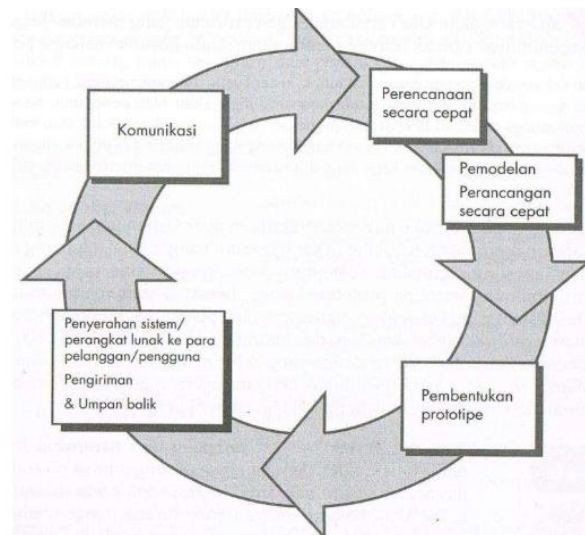 Komunikasi
Perencanaan
secara cepat
Pemodelan
Perancangan
secara cepat
Pembentukan
prototipe
Penyerahan sistem/
perangkat lunak ke para
pelanggan/pengguna
Pengiriman
& Umpan balik